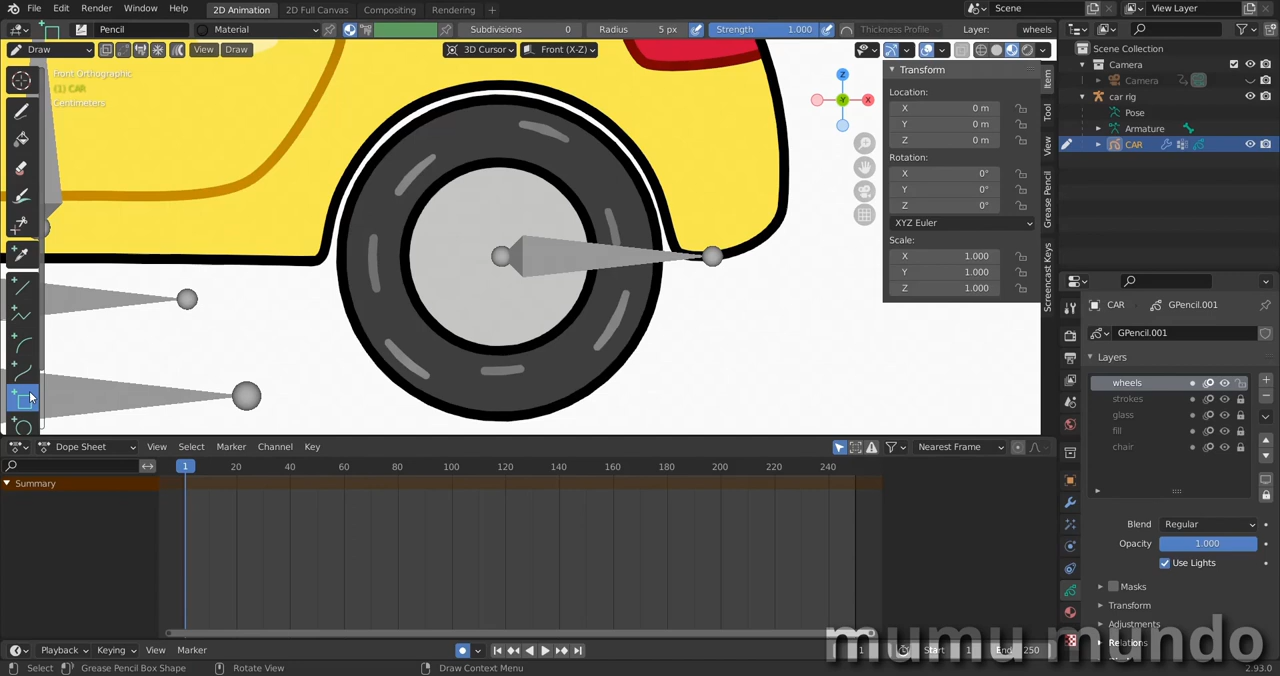 File Edit Render Window Help 2D Animation 2D Full Canvas Compositing Rendering + Scene View Layer
Pencil Material Subdivisions 0 Radius 5 px Strength 1.000 Thickness Profile Layer: wheels
Draw View Draw 3D Cursor Front (X-Z)
Front Orthographic
(1) CAR
Centimeters
Z
X
Y
Transform
Location:
X 0 m
Y 0 m
Z 0 m
Rotation:
X 0°
Y 0°
Z 0°
XYZ Euler
Scale:
X 1.000
Y 1.000
Z 1.000
Item
Tool
View
Grease Pencil
Screencast Keys
Scene Collection
Camera
Camera
car rig
Pose
Armature
CAR
CAR GPencil.001
GPencil.001
Layers
wheels
strokes
glass
fill
chair
Blend Regular
Opacity 1.000
Use Lights
Masks
Transform
Adjustments
Relations
Dope Sheet View Select Marker Channel Key Nearest Frame
1 20 40 60 80 100 120 140 160 180 200 220 240
Summary
Playback Keying View Marker Start 1 End 250
mumu mundo
Select Grease Pencil Box Shape Rotate View Draw Context Menu 2.93.0